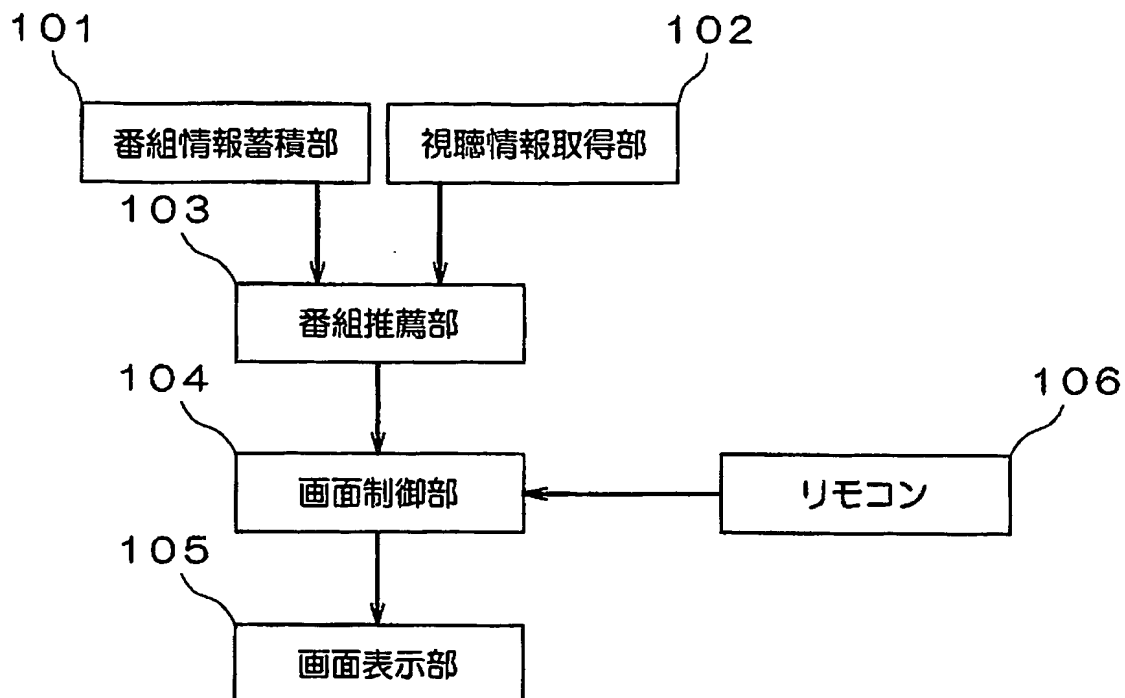 101
102
番組情報蓄積部
視聴情報取得部
103
番組推薦部
104
106
画面制御部
リモコン
105
画面表示部